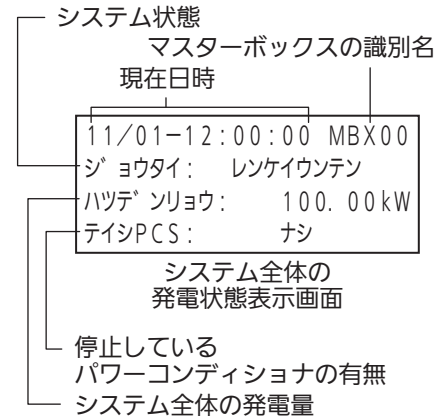 システム状態
マスターボックスの識別名
現在日時
11/01-12:00:00 MBX00
ジョウタイ: レンケイウンテン
ハツデンリョウ: 100.00kW
テイシPCS: ナシ
システム全体の
発電状態表示画面
停止している
パワーコンディショナの有無
システム全体の発電量